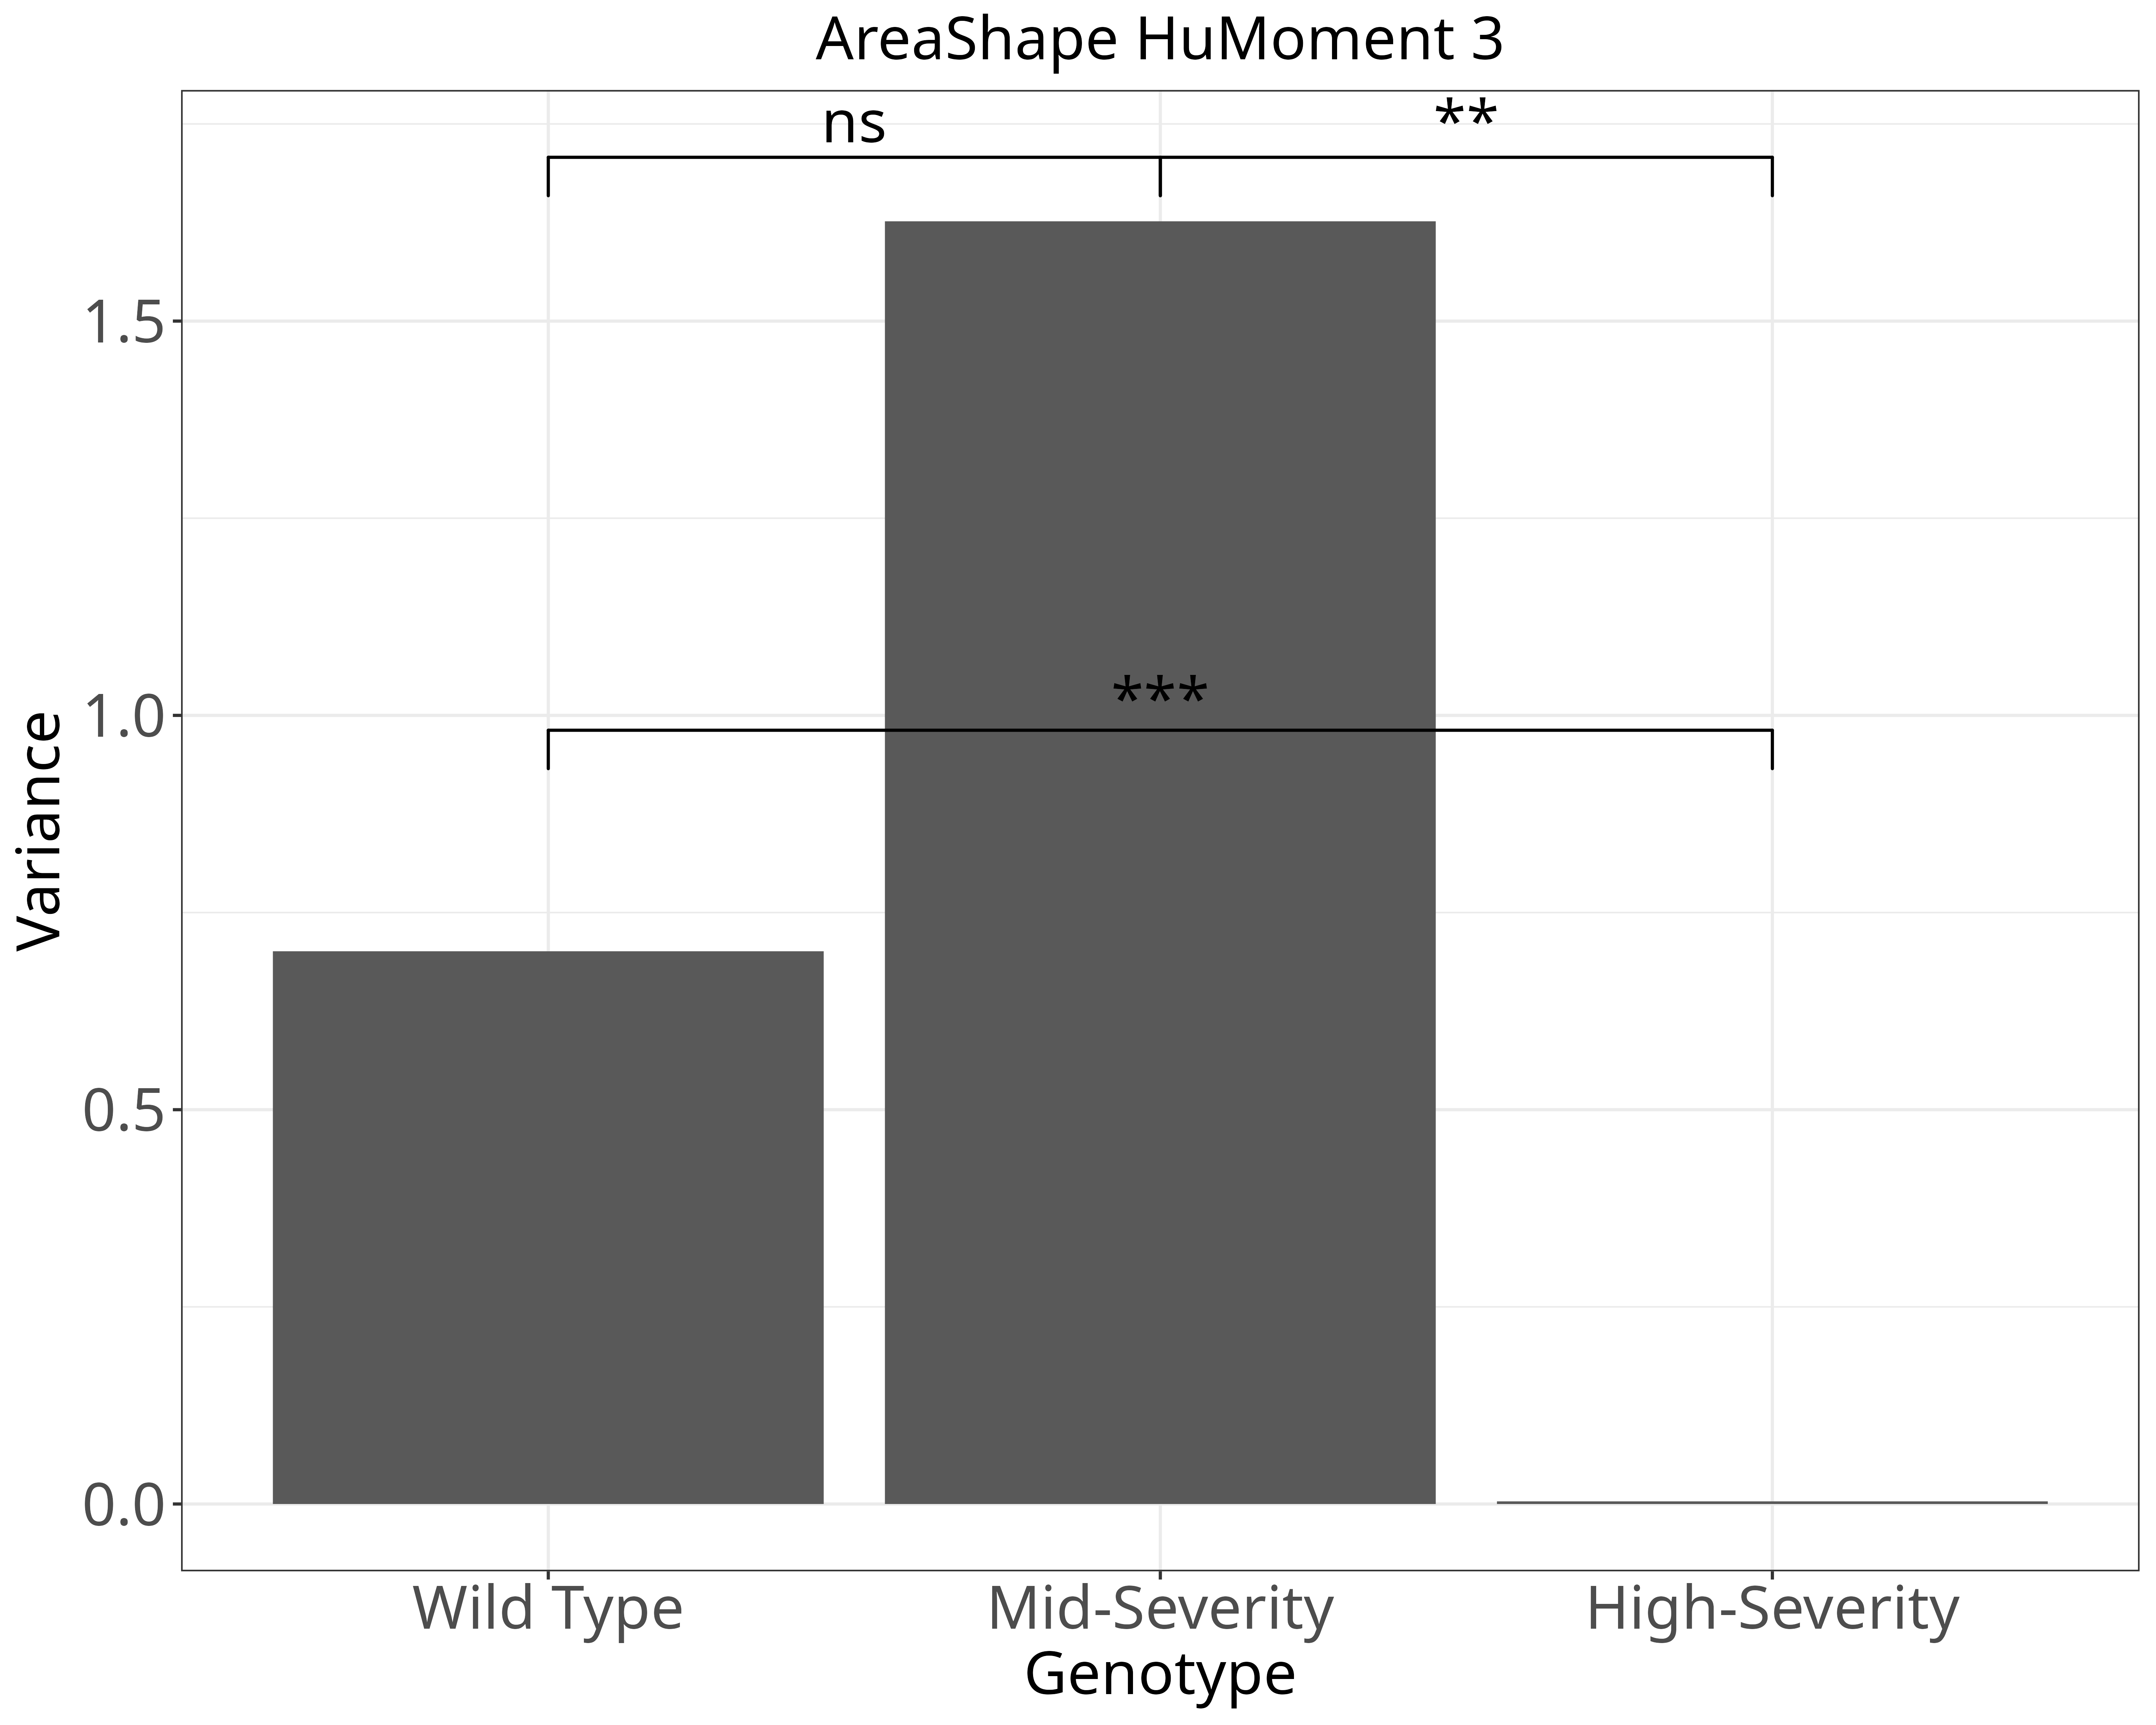 AreaShape HuMoment 3
ns
**
***
1.5
1.0
0.5
0.0
Variance
Wild Type
Mid-Severity
High-Severity
Genotype